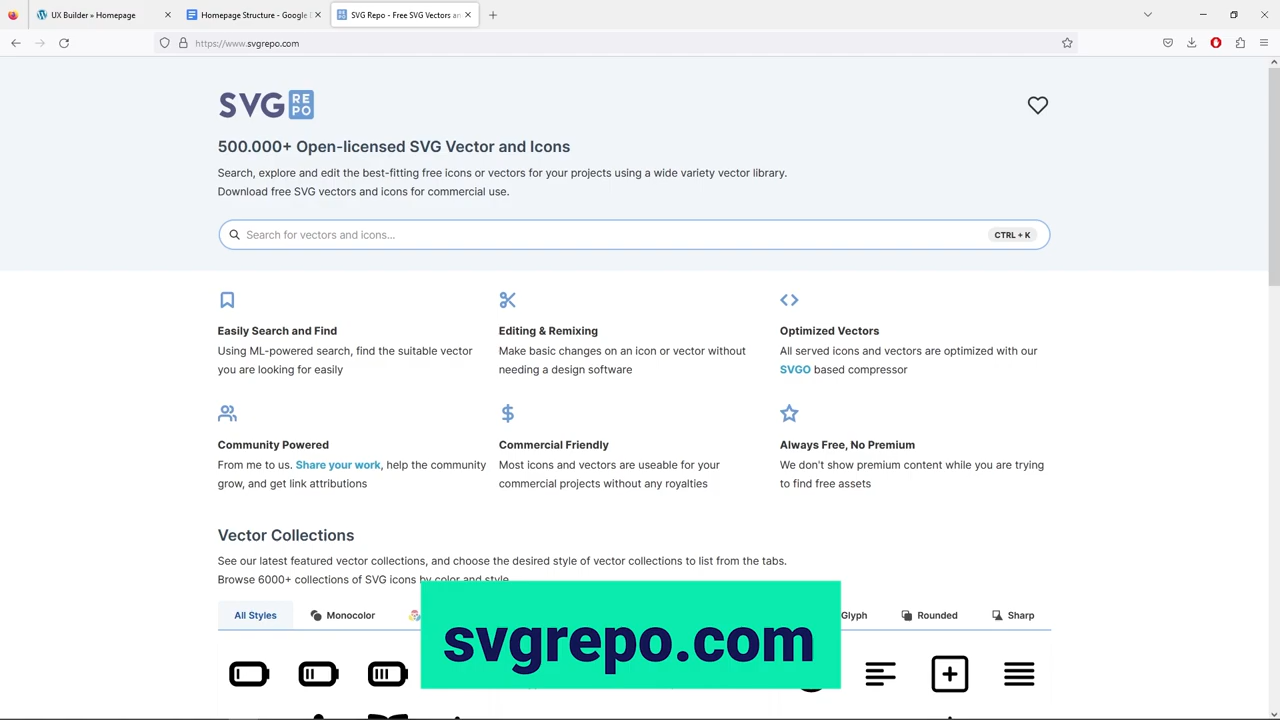 UX Builder » Homepage
Homepage Structure - Google
SVG Repo - Free SVG Vectors an
https://www.svgrepo.com
SVG RE PO
500.000+ Open-licensed SVG Vector and Icons
Search, explore and edit the best-fitting free icons or vectors for your projects using a wide variety vector library.
Download free SVG vectors and icons for commercial use.
Search for vectors and icons...
CTRL + K
Easily Search and Find
Using ML-powered search, find the suitable vector
you are looking for easily
Editing & Remixing
Make basic changes on an icon or vector without
needing a design software
Optimized Vectors
All served icons and vectors are optimized with our
SVGO based compressor
Community Powered
From me to us. Share your work, help the community
grow, and get link attributions
Commercial Friendly
Most icons and vectors are useable for your
commercial projects without any royalties
Always Free, No Premium
We don't show premium content while you are trying
to find free assets
Vector Collections
See our latest featured vector collections, and choose the desired style of vector collections to list from the tabs.
Browse 6000+ collections of SVG icons by color and style.
All Styles
Monocolor
Glyph
Rounded
Sharp
svgrepo.com